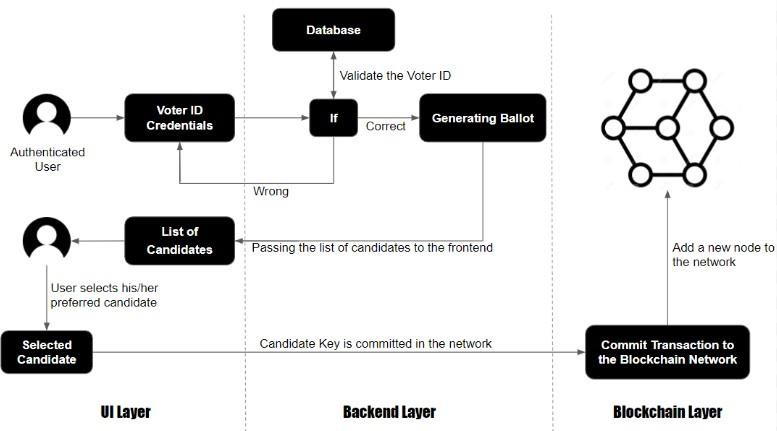 Database
Validate the Voter ID
Voter ID
Credentials
If
Correct
Generating Ballot
Authenticated
User
Wrong
List of
Candidates
Passing the list of candidates to the frontend
Add a new node to
the network
User selects his/her
preferred candidate
Selected
Candidate
Candidate Key is committed in the network
Commit Transaction to
the Blockchain Network
UI Layer
Backend Layer
Blockchain Layer